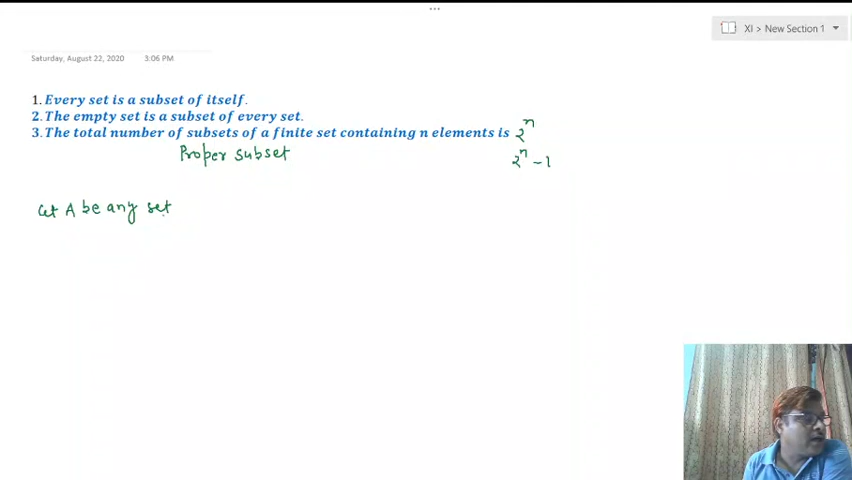 XI > New Section 1
Saturday, August 22, 2020 3:06 PM
1. Every set is a subset of itself.
2. The empty set is a subset of every set.
3. The total number of subsets of a finite set containing n elements is 2ⁿ
Proper subset 2ⁿ – 1
Let A be any set